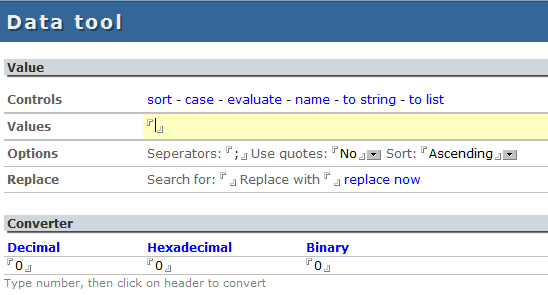 Data tool
Value
Controls sort - case - evaluate - name - to string - to list
Values
Options Seperators: ; Use quotes: No Sort: Ascending
Replace Search for: Replace with replace now
Converter
Decimal Hexadecimal Binary
0 0 0
Type number, then click on header to convert